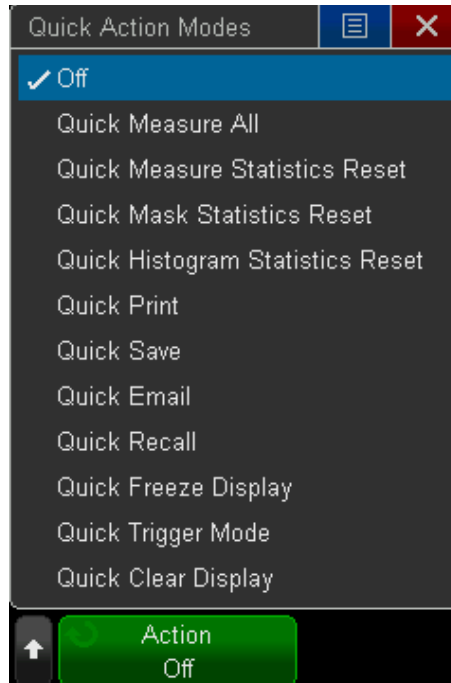 Quick Action Modes
Off
Quick Measure All
Quick Measure Statistics Reset
Quick Mask Statistics Reset
Quick Histogram Statistics Reset
Quick Print
Quick Save
Quick Email
Quick Recall
Quick Freeze Display
Quick Trigger Mode
Quick Clear Display
Action
Off